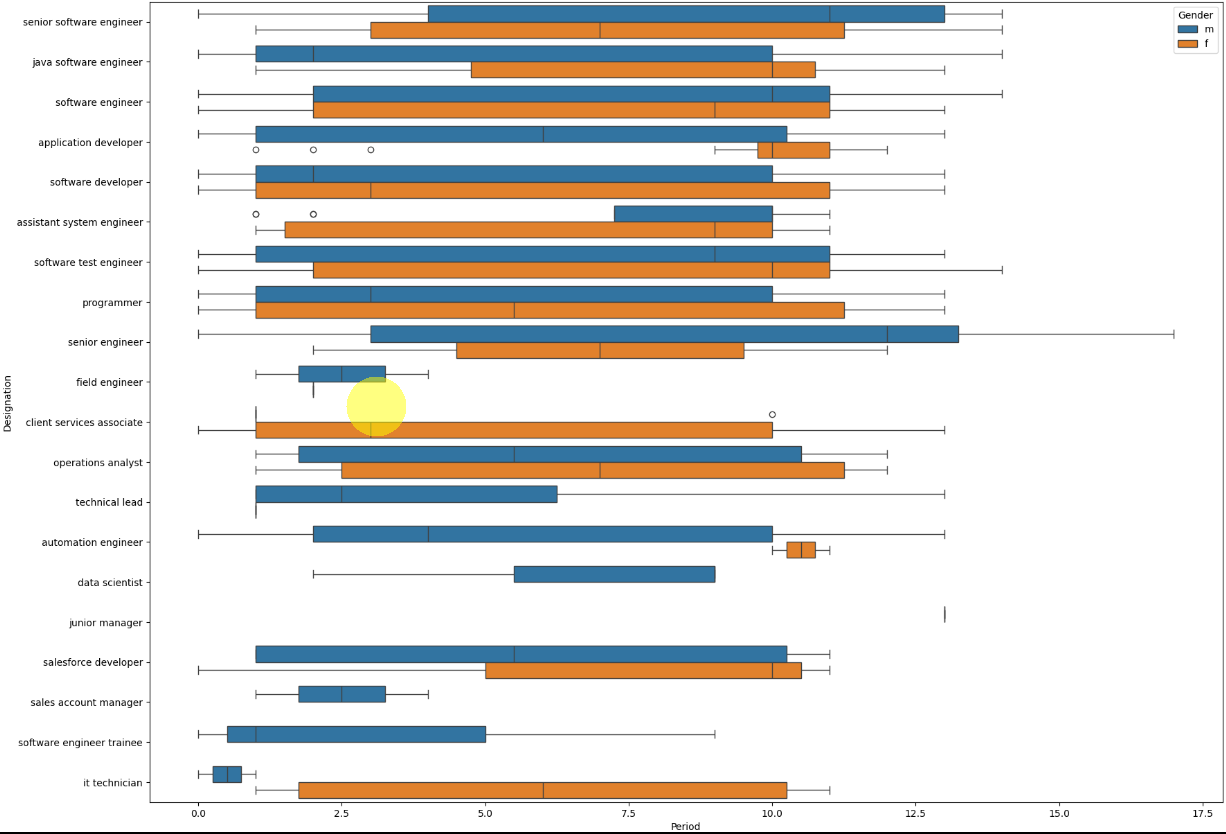 senior software engineer
java software engineer
software engineer
application developer
software developer
assistant system engineer
software test engineer
programmer
senior engineer
field engineer
client services associate
operations analyst
technical lead
automation engineer
data scientist
junior manager
salesforce developer
sales account manager
software engineer trainee
it technician
Designation
Gender
m
f
0.0 2.5 5.0 7.5 10.0 12.5 15.0 17.5
Period